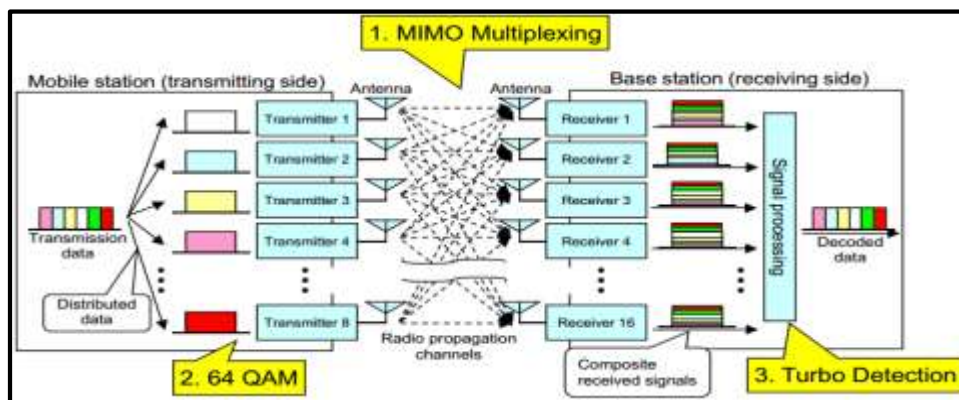 1. MIMO Multiplexing
Mobile station (transmitting side)
Base station (receiving side)
Antenna
Antenna
Transmitter 1
Transmitter 2
Transmitter 3
Transmitter 4
Transmitter 8
Transmission
data
Distributed
data
2. 64 QAM
Radio propagation
channels
Receiver 1
Receiver 2
Receiver 3
Receiver 4
Receiver 16
Composite
received signals
Signal processing
Decoded
data
3. Turbo Detection